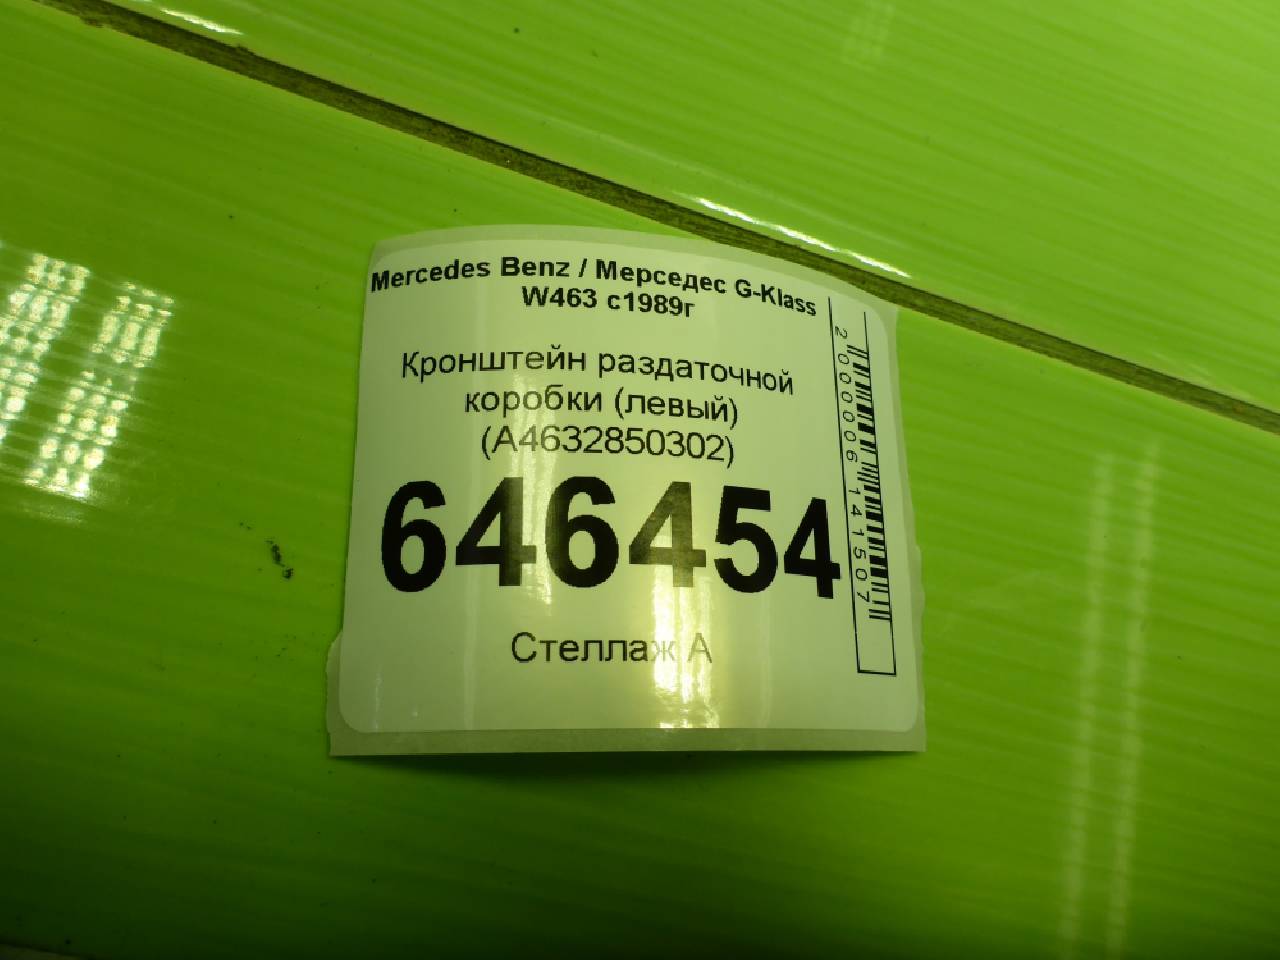 Mercedes Benz / Мерседес G-Klass
W463 с1989г
Кронштейн раздаточной
коробки (левый)
(A4632850302)
646454
Стеллаж А
2000006141507